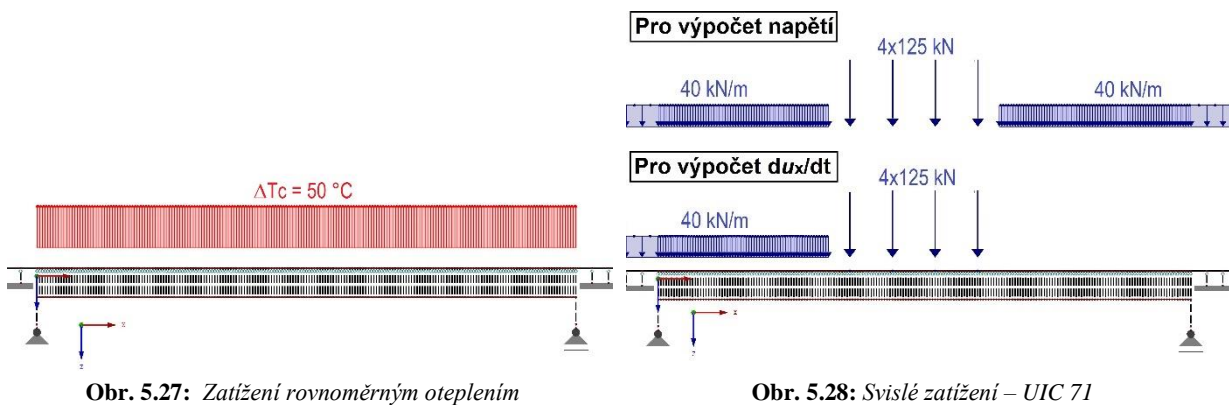 ΔTc = 50 °C
x
z
Obr. 5.27: Zatížení rovnoměrným oteplením
Pro výpočet napětí
4x125 kN
40 kN/m
40 kN/m
Pro výpočet dux/dt
4x125 kN
40 kN/m
x
Obr. 5.28: Svislé zatížení – UIC 71